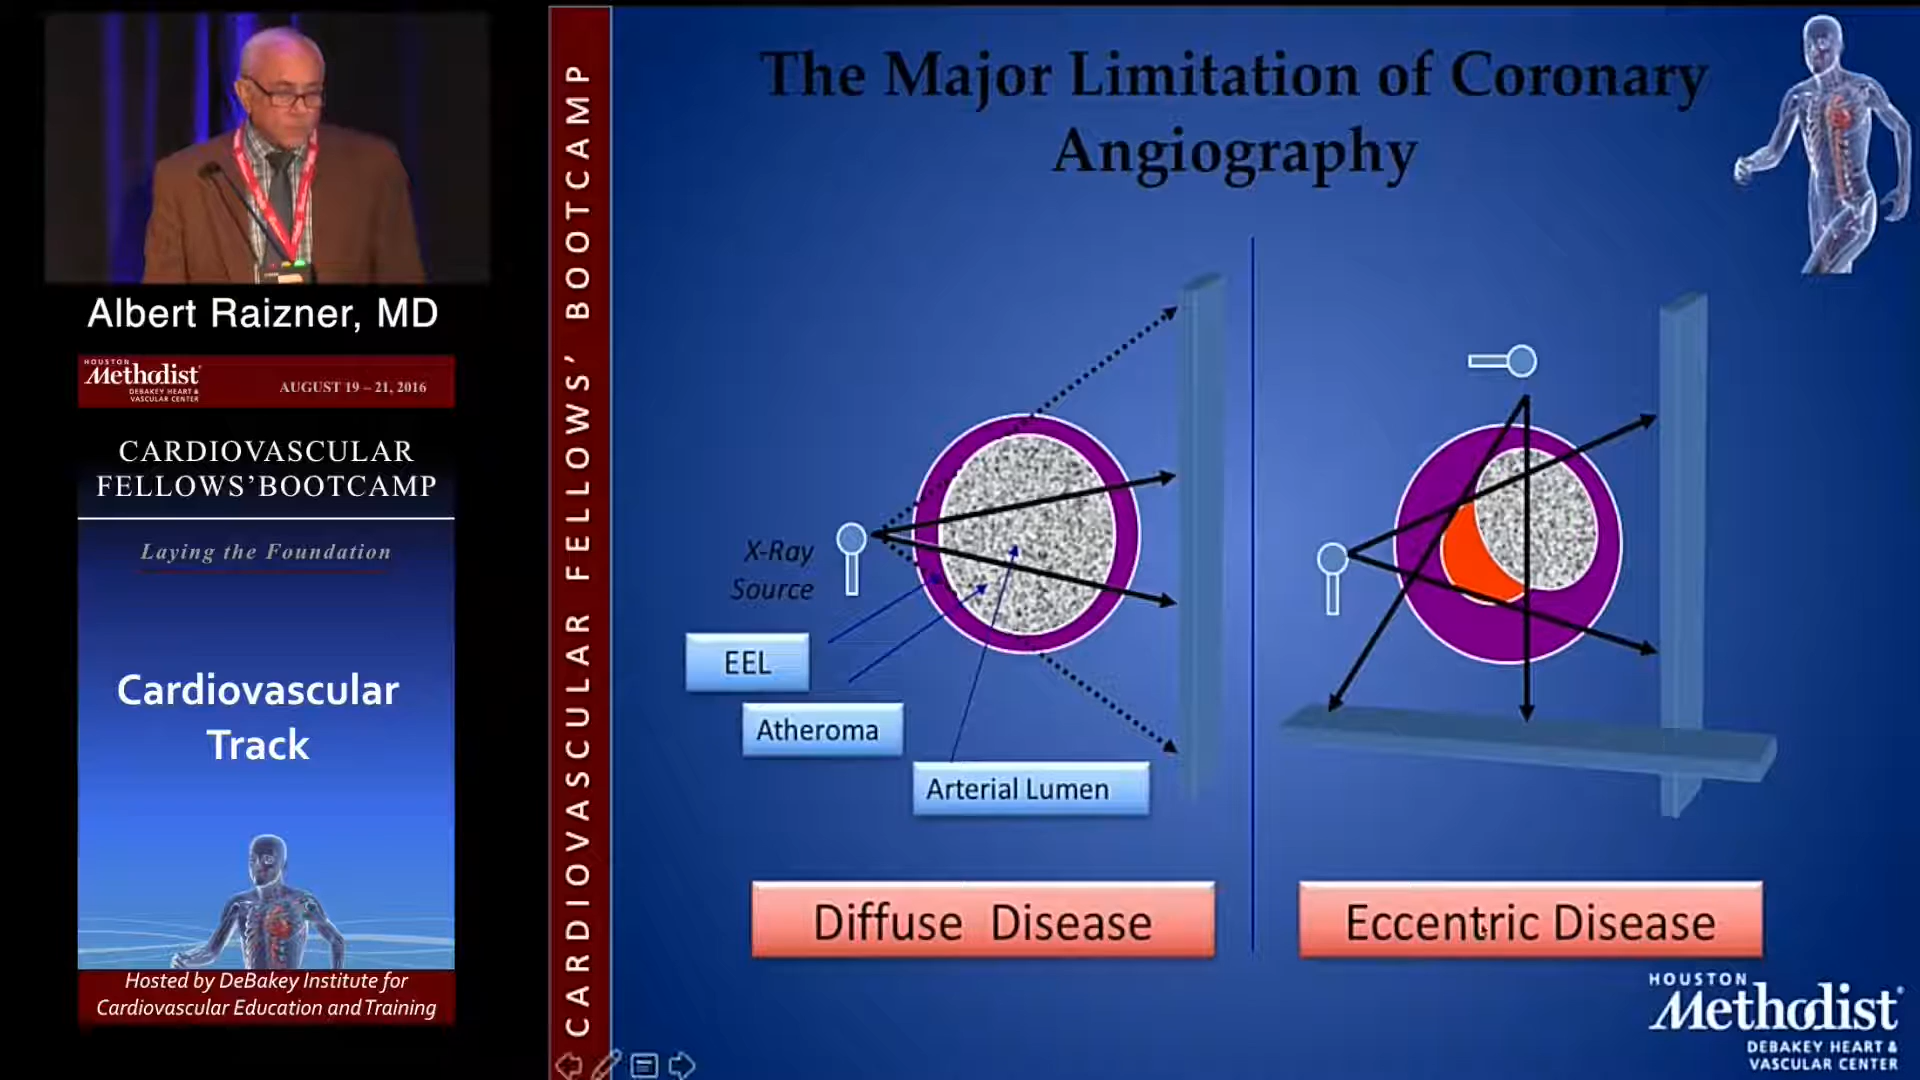 Albert Raizner, MD
HOUSTON
Methodist
DEBAKEY HEART &
VASCULAR CENTER
AUGUST 19 – 21, 2016
CARDIOVASCULAR
FELLOWS’BOOTCAMP
Laying the Foundation
Cardiovascular
Track
Hosted by DeBakey Institute for
Cardiovascular Education and Training
CARDIOVASCULAR FELLOWS’ BOOTCAMP
The Major Limitation of Coronary
Angiography
X-Ray
Source
EEL
Atheroma
Arterial Lumen
Diffuse Disease
Eccentric Disease
HOUSTON
Methodist
DEBAKEY HEART &
VASCULAR CENTER